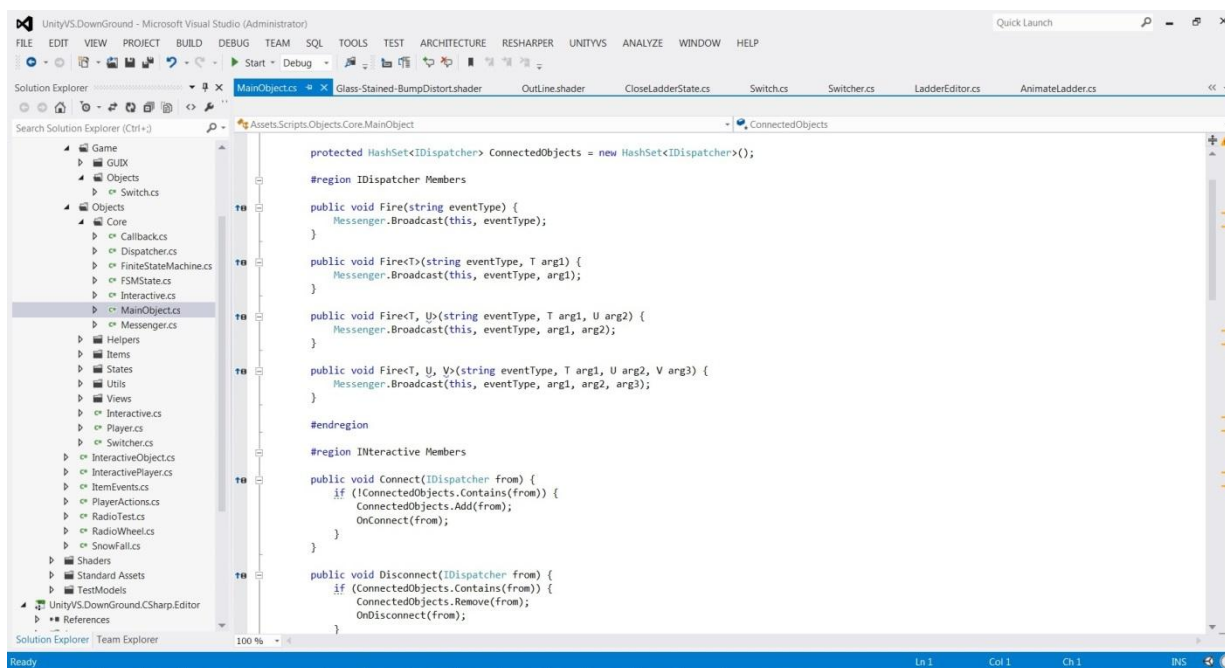 UnityVS.DownGround - Microsoft Visual Studio (Administrator)
Quick Launch
FILE EDIT VIEW PROJECT BUILD DEBUG TEAM SQL TOOLS TEST ARCHITECTURE RESHARPER UNITYVS ANALYZE WINDOW HELP
Start Debug
Solution Explorer
Search Solution Explorer (Ctrl+;)
Game
GUIX
Objects
Switch.cs
Objects
Core
Callback.cs
Dispatcher.cs
FiniteStateMachine.cs
FSMState.cs
Interactive.cs
MainObject.cs
Messenger.cs
Helpers
Items
States
Utils
Views
Interactive.cs
Player.cs
Switcher.cs
InteractiveObject.cs
InteractivePlayer.cs
ItemEvents.cs
PlayerActions.cs
RadioTest.cs
RadioWheel.cs
SnowFall.cs
Shaders
Standard Assets
TestModels
UnityVS.DownGround.CSharp.Editor
References
Solution Explorer Team Explorer
MainObject.cs Glass-Stained-BumpDistort.shader OutLine.shader CloseLadderState.cs Switch.cs Switcher.cs LadderEditor.cs AnimateLadder.cs
Assets.Scripts.Objects.Core.MainObject ConnectedObjects
protected HashSet<IDispatcher> ConnectedObjects = new HashSet<IDispatcher>();
#region IDispatcher Members
public void Fire(string eventType) {
Messenger.Broadcast(this, eventType);
}
public void Fire<T>(string eventType, T arg1) {
Messenger.Broadcast(this, eventType, arg1);
}
public void Fire<T, U>(string eventType, T arg1, U arg2) {
Messenger.Broadcast(this, eventType, arg1, arg2);
}
public void Fire<T, U, V>(string eventType, T arg1, U arg2, V arg3) {
Messenger.Broadcast(this, eventType, arg1, arg2, arg3);
}
#endregion
#region INteractive Members
public void Connect(IDispatcher from) {
if (!ConnectedObjects.Contains(from)) {
ConnectedObjects.Add(from);
OnConnect(from);
}
}
public void Disconnect(IDispatcher from) {
if (ConnectedObjects.Contains(from)) {
ConnectedObjects.Remove(from);
OnDisconnect(from);
}
100 %
Ready Ln 1 Col 1 Ch 1 INS